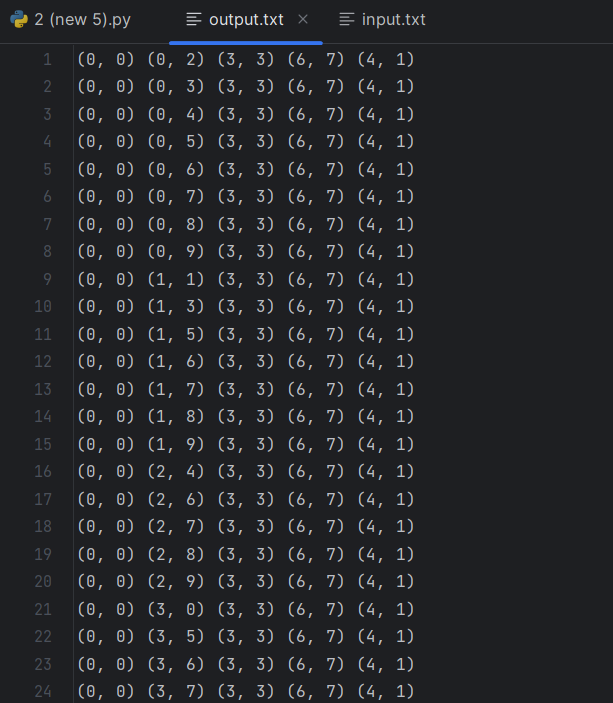 2 (new 5).py output.txt × input.txt
1 (0, 0) (0, 2) (3, 3) (6, 7) (4, 1)
2 (0, 0) (0, 3) (3, 3) (6, 7) (4, 1)
3 (0, 0) (0, 4) (3, 3) (6, 7) (4, 1)
4 (0, 0) (0, 5) (3, 3) (6, 7) (4, 1)
5 (0, 0) (0, 6) (3, 3) (6, 7) (4, 1)
6 (0, 0) (0, 7) (3, 3) (6, 7) (4, 1)
7 (0, 0) (0, 8) (3, 3) (6, 7) (4, 1)
8 (0, 0) (0, 9) (3, 3) (6, 7) (4, 1)
9 (0, 0) (1, 1) (3, 3) (6, 7) (4, 1)
10 (0, 0) (1, 3) (3, 3) (6, 7) (4, 1)
11 (0, 0) (1, 5) (3, 3) (6, 7) (4, 1)
12 (0, 0) (1, 6) (3, 3) (6, 7) (4, 1)
13 (0, 0) (1, 7) (3, 3) (6, 7) (4, 1)
14 (0, 0) (1, 8) (3, 3) (6, 7) (4, 1)
15 (0, 0) (1, 9) (3, 3) (6, 7) (4, 1)
16 (0, 0) (2, 4) (3, 3) (6, 7) (4, 1)
17 (0, 0) (2, 6) (3, 3) (6, 7) (4, 1)
18 (0, 0) (2, 7) (3, 3) (6, 7) (4, 1)
19 (0, 0) (2, 8) (3, 3) (6, 7) (4, 1)
20 (0, 0) (2, 9) (3, 3) (6, 7) (4, 1)
21 (0, 0) (3, 0) (3, 3) (6, 7) (4, 1)
22 (0, 0) (3, 5) (3, 3) (6, 7) (4, 1)
23 (0, 0) (3, 6) (3, 3) (6, 7) (4, 1)
24 (0, 0) (3, 7) (3, 3) (6, 7) (4, 1)